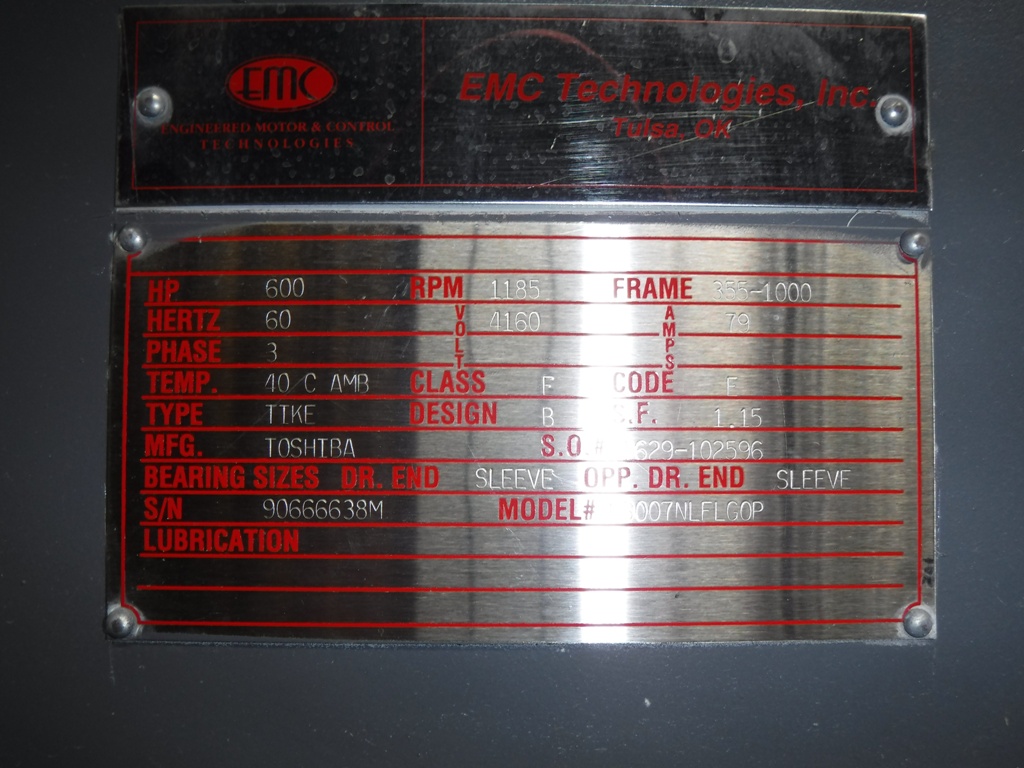 EMC
ENGINEERED MOTOR & CONTROL
TECHNOLOGIES
EMC Technologies, Inc.
Tulsa, OK
HP 600 RPM 1185 FRAME 355-1000
HERTZ 60 VOLT 4160 AMPS 79
PHASE 3
TEMP. 40 C AMB CLASS F CODE F
TYPE TIKE DESIGN B S.F. 1.15
MFG. TOSHIBA S.O.#
BEARING SIZES DR. END SLEEVE OPP. DR. END SLEEVE
S/N 90666638M MODEL#
LUBRICATION